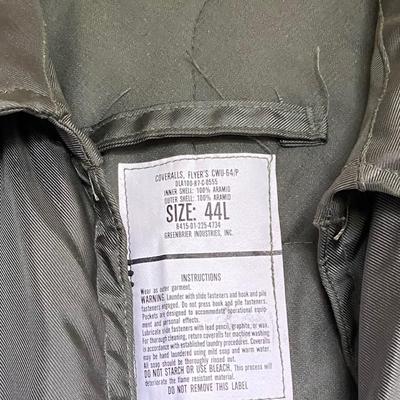 COVERALLS, FLYER'S CWU-64/P
DLA100-87-C-0555
INNER SHELL: 100% ARAMID
OUTER SHELL: 100% ARAMID
SIZE: 44L
8415-01-225-4734
GREENBRIER INDUSTRIES, INC.
INSTRUCTIONS
Wear as outer garment.
WARNING: Launder with slide fasteners and hook and pile
fasteners engaged. Do not press hook and pile fasteners.
Pockets are designed to accommodate operational equip-
ment and personal effects.
Lubricate slide fasteners with lead pencil, graphite, or wax.
For thorough cleaning, return coveralls for machine washing
in accordance with established laundry procedures. Coveralls
may be hand laundered using mild soap and warm water.
All soap should be thoroughly rinsed out.
DO NOT STARCH OR USE BLEACH. This process will
deteriorate the flame resistant material.
DO NOT REMOVE THIS LABEL